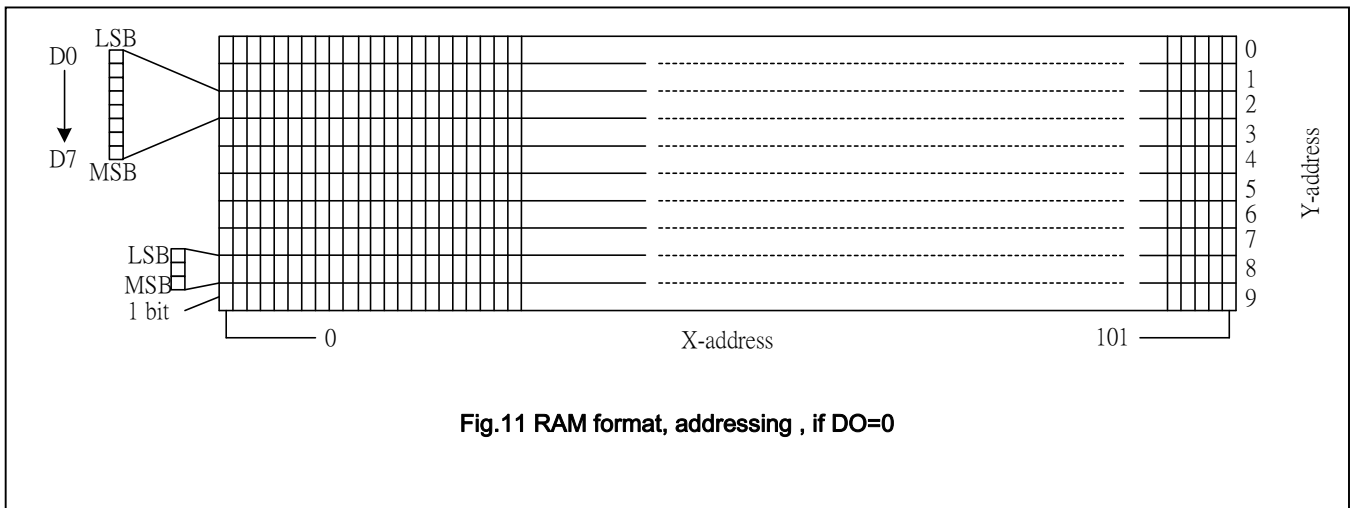 LSB
D0
D7
MSB
LSB
MSB
1 bit
0
1
2
3
4
5
6
7
8
9
Y-address
0
X-address
101
Fig.11 RAM format, addressing , if DO=0